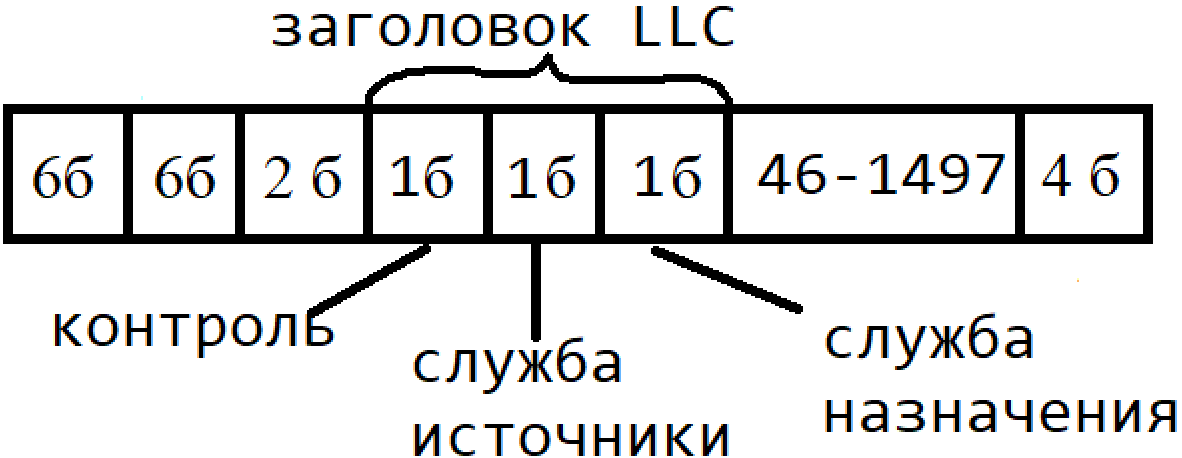 заголовок LLC
6б 6б 2 б 1б 1б 1б 46-1497 4 б
контроль
служба
источники
служба
назначения